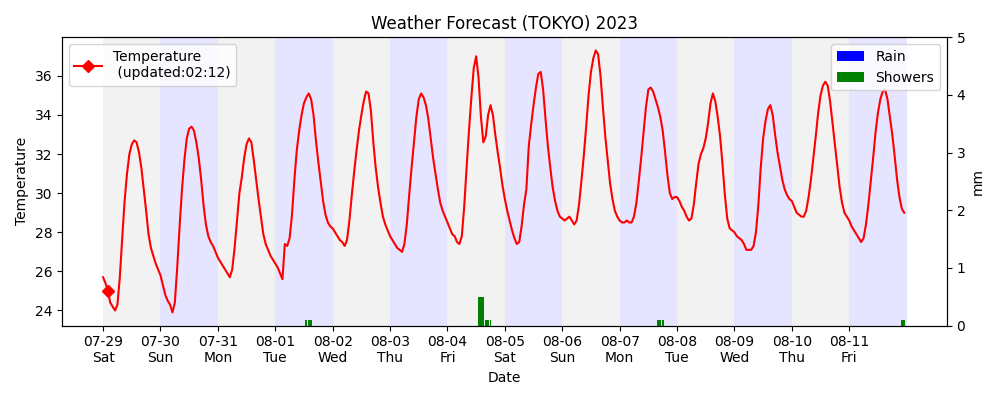 Weather Forecast (TOKYO) 2023
Temperature
(updated:02:12)
Rain
Showers
Temperature
36
34
32
30
28
26
24
5
4
3
2
1
0
mm
07-29 07-30 07-31 08-01 08-02 08-03 08-04 08-05 08-06 08-07 08-08 08-09 08-10 08-11
Sat Sun Mon Tue Wed Thu Fri Sat Sun Mon Tue Wed Thu Fri
Date